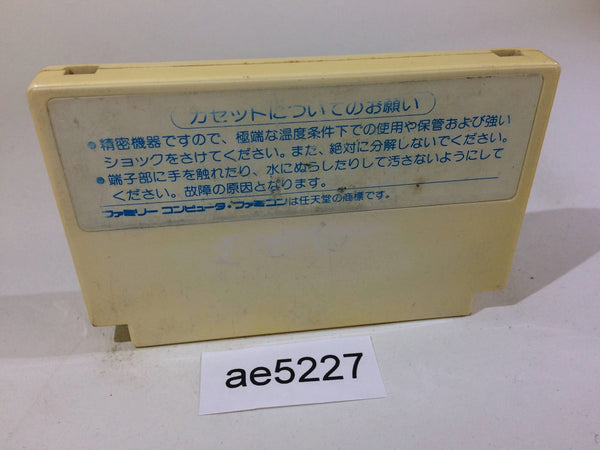 カセットについてのお願い
●精密機器ですので、極端な温度条件下での使用や保管および強い
ショックをさけてください。また、絶対に分解しないでください。
●端子部に手を触れたり、水にぬらしたりして汚さないようにして
ください。故障の原因となります。
ファミリー コンピュータ・ファミコンは任天堂の商標です。
ae5227